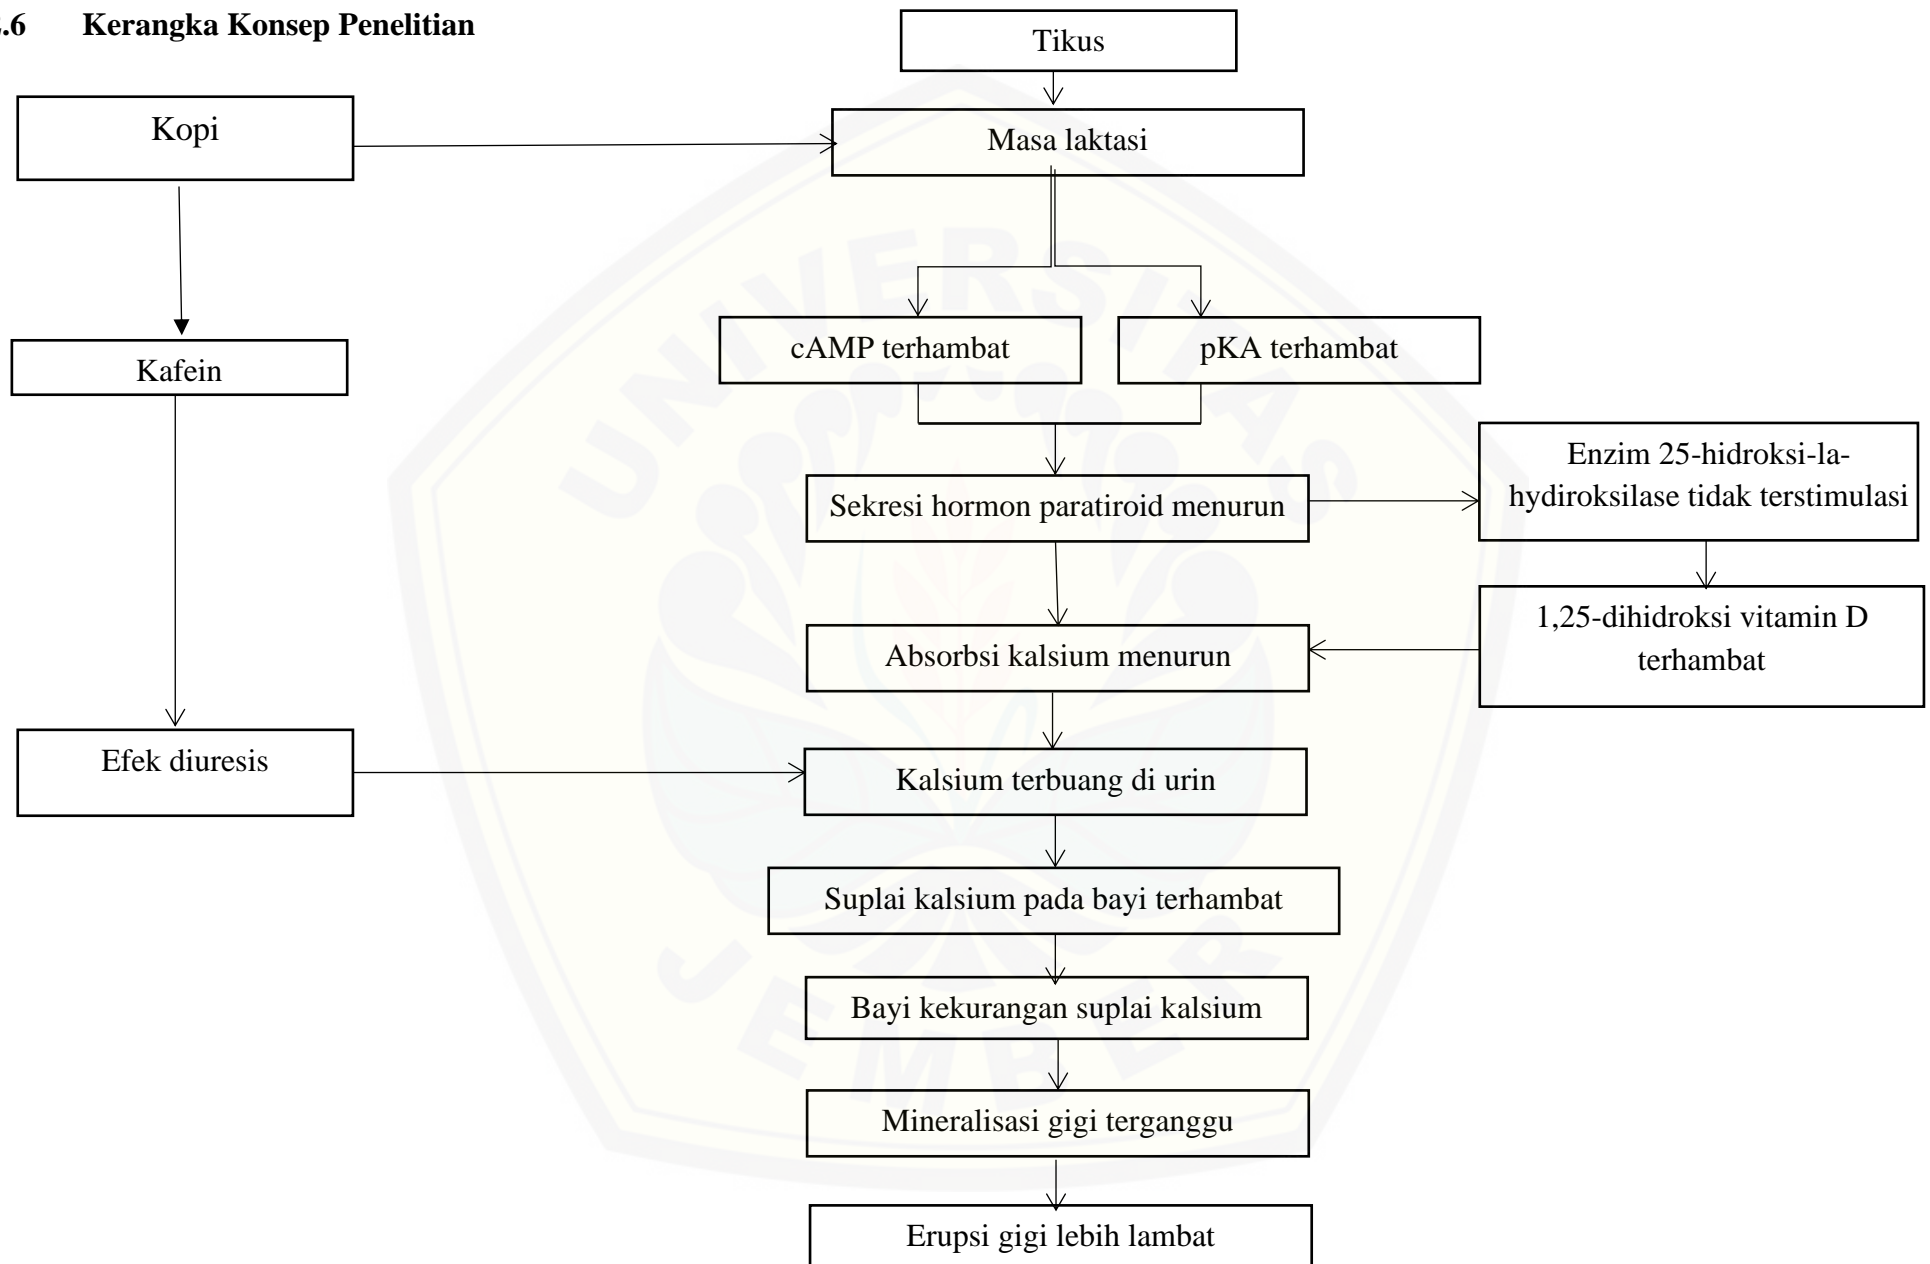 .6 Kerangka Konsep Penelitian
Tikus
Kopi
Masa laktasi
cAMP terhambat
pKA terhambat
Kafein
Enzim 25-hidroksi-la-
hydiroksilase tidak terstimulasi
Sekresi hormon paratiroid menurun
1,25-dihidroksi vitamin D
terhambat
Absorbsi kalsium menurun
Efek diuresis
Kalsium terbuang di urin
Suplai kalsium pada bayi terhambat
Bayi kekurangan suplai kalsium
Mineralisasi gigi terganggu
Erupsi gigi lebih lambat
UNIVERSITAS
JEMBER